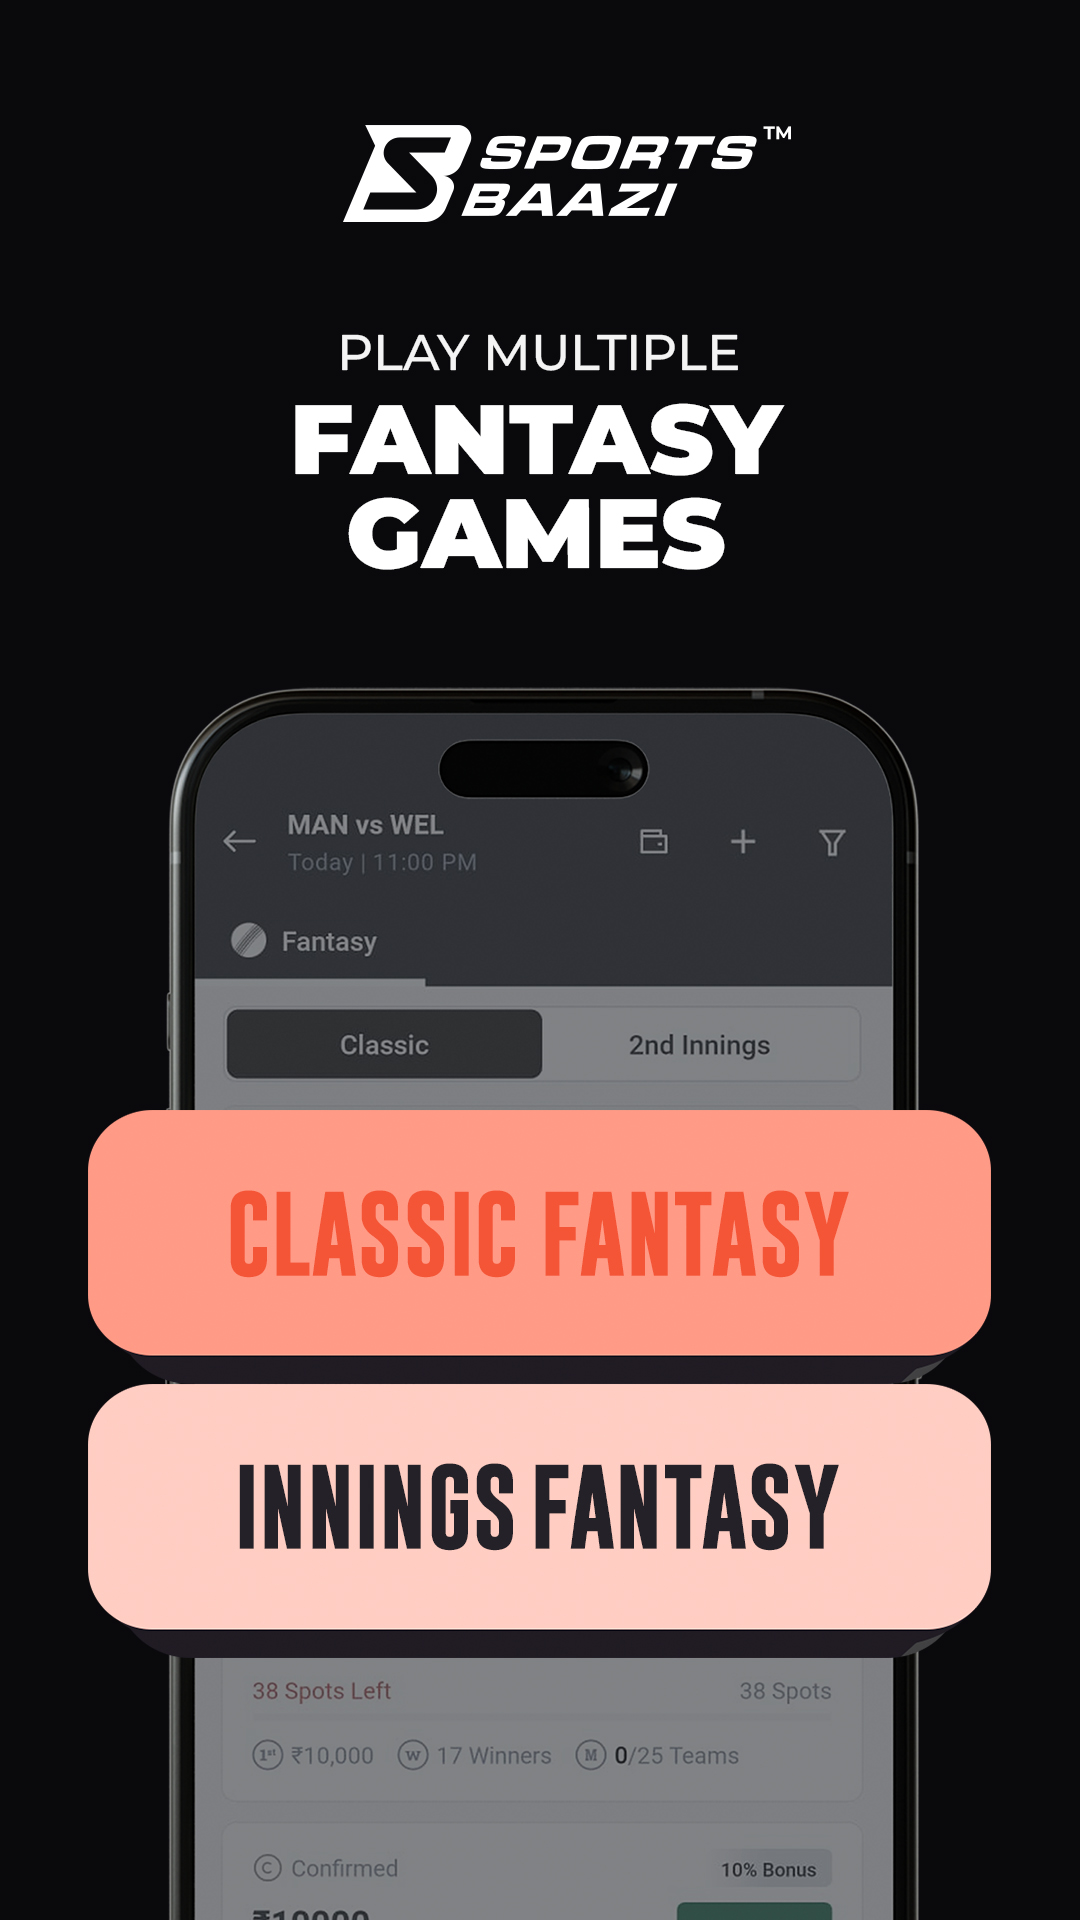 SPORTS™
BAAZI
PLAY MULTIPLE
FANTASY
GAMES
MAN vs WEL
Today | 11:00 PM
Fantasy
Classic
2nd Innings
CLASSIC FANTASY
INNINGS FANTASY
38 Spots Left
38 Spots
1st ₹10,000 W 17 Winners M 0/25 Teams
C Confirmed
10% Bonus